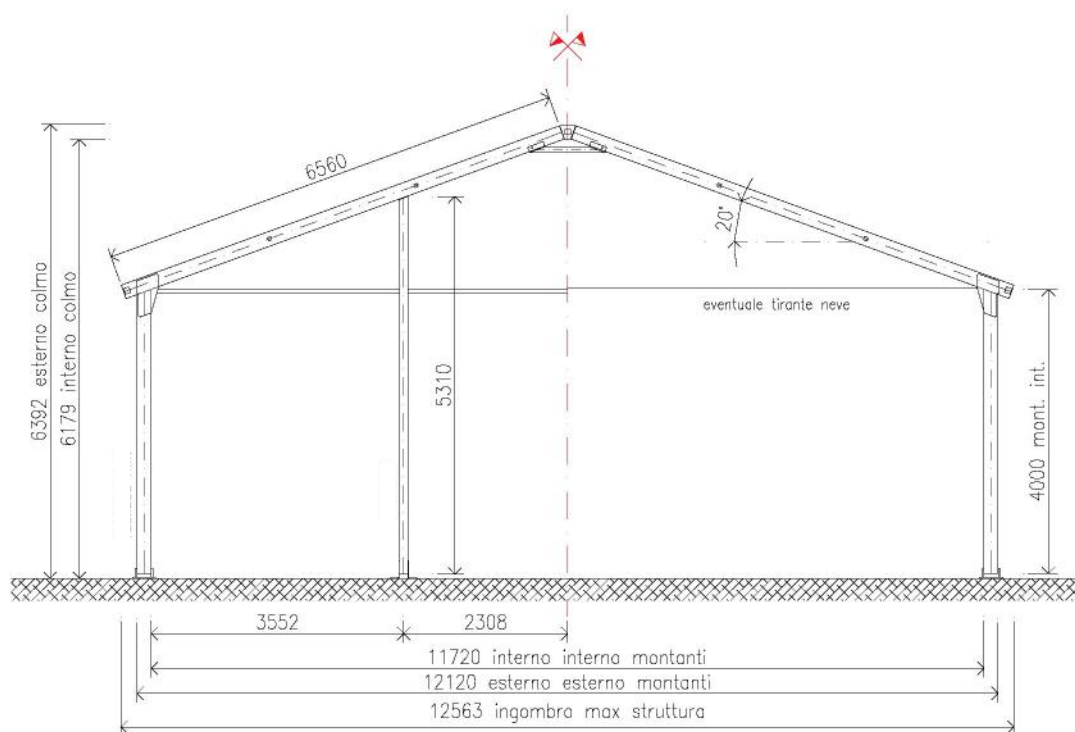 6560
20°
6392 esterno colmo
6179 interno colmo
eventuale tirante neve
5310
4000 mont. int.
3552
2308
11720 interno interno montanti
12120 esterno esterno montanti
12563 ingombro max struttura